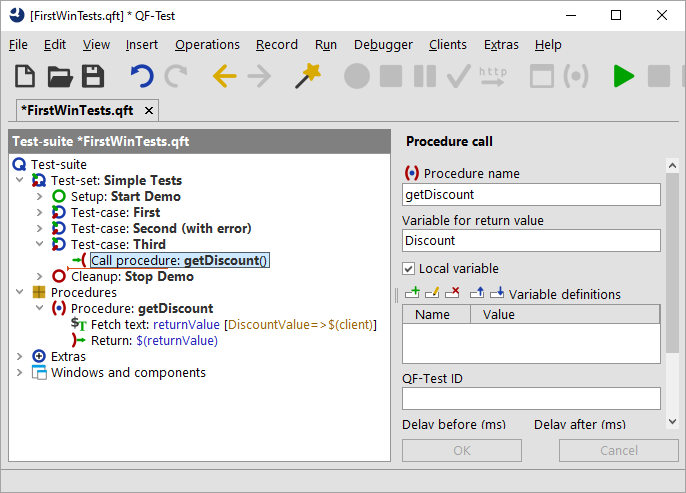 [FirstWinTests.qft] * QF-Test
File Edit View Insert Operations Record Run Debugger Clients Extras Help
http
*FirstWinTests.qft
Test-suite *FirstWinTests.qft
Test-suite
Test-set: Simple Tests
Setup: Start Demo
Test-case: First
Test-case: Second (with error)
Test-case: Third
Call procedure: getDiscount()
Cleanup: Stop Demo
Procedures
Procedure: getDiscount
Fetch text: returnValue [DiscountValue=>$(client)]
Return: $(returnValue)
Extras
Windows and components
Procedure call
Procedure name
getDiscount
Variable for return value
Discount
Local variable
Variable definitions
Name Value
QF-Test ID
Delay before (ms) Delay after (ms)
OK Cancel